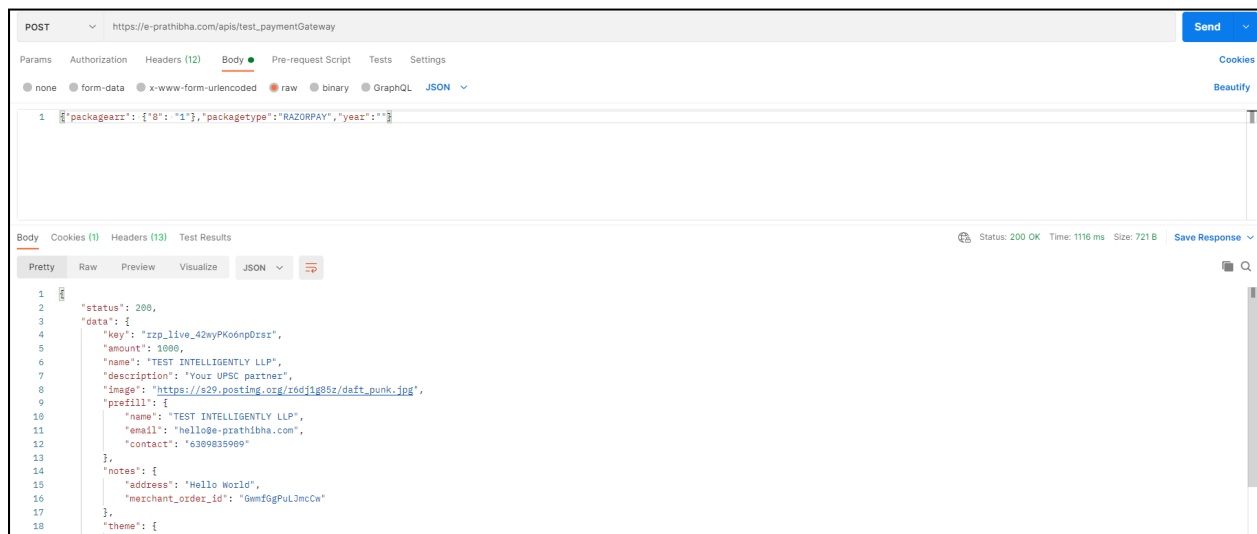 POST https://e-prathibha.com/apis/test_paymentGateway Send
Params Authorization Headers (12) Body Pre-request Script Tests Settings Cookies
none form-data x-www-form-urlencoded raw binary GraphQL JSON Beautify
1 {"packagearr": {"8": "1"},"packagetype":"RAZORPAY","year":""}
Body Cookies (1) Headers (13) Test Results Status: 200 OK Time: 1116 ms Size: 721 B Save Response
Pretty Raw Preview Visualize JSON
1 {
2 "status": 200,
3 "data": {
4 "key": "rzp_live_42wyPKo6npDrsr",
5 "amount": 1000,
6 "name": "TEST INTELLIGENTLY LLP",
7 "description": "Your UPSC partner",
8 "image": "https://s29.postimg.org/r6dj1g85z/daft_punk.jpg",
9 "prefill": {
10 "name": "TEST INTELLIGENTLY LLP",
11 "email": "hello@e-prathibha.com",
12 "contact": "6309835909"
13 },
14 "notes": {
15 "address": "Hello World",
16 "merchant_order_id": "GwmfGgPuLJmcCw"
17 },
18 "theme": {